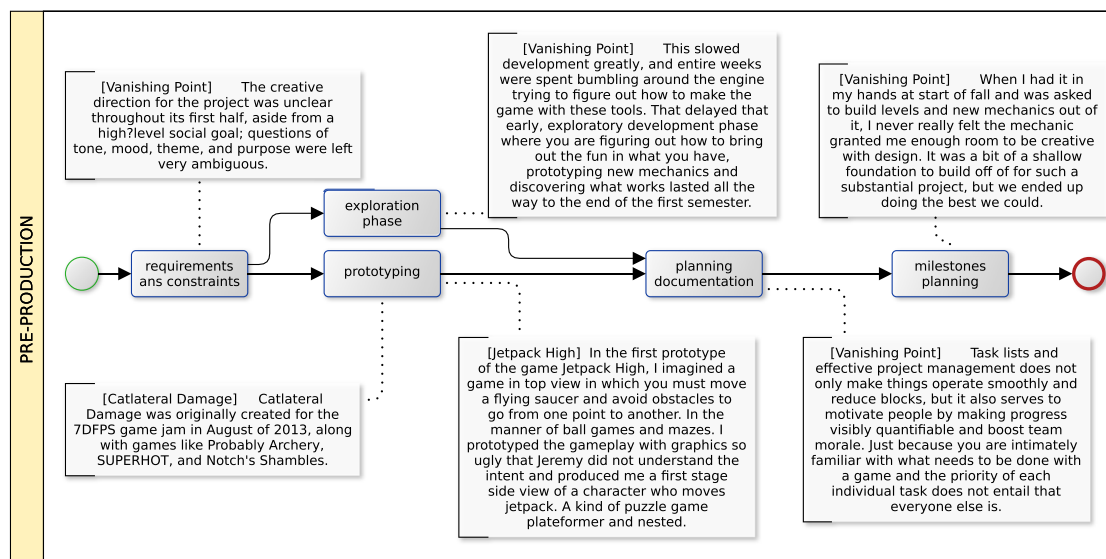 PRE-PRODUCTION
[Vanishing Point] The creative
direction for the project was unclear
throughout its first half, aside from a
high?level social goal; questions of
tone, mood, theme, and purpose were left
very ambiguous.
[Vanishing Point] This slowed
development greatly, and entire weeks
were spent bumbling around the engine
trying to figure out how to make the
game with these tools. That delayed that
early, exploratory development phase
where you are figuring out how to bring
out the fun in what you have,
prototyping new mechanics and
discovering what works lasted all the
way to the end of the first semester.
[Vanishing Point] When I had it in
my hands at start of fall and was asked
to build levels and new mechanics out of
it, I never really felt the mechanic
granted me enough room to be creative
with design. It was a bit of a shallow
foundation to build off of for such a
substantial project, but we ended up
doing the best we could.
exploration
phase
requirements
ans constraints
prototyping
planning
documentation
milestones
planning
[Catlateral Damage] Catlateral
Damage was originally created for the
7DFPS game jam in August of 2013, along
with games like Probably Archery,
SUPERHOT, and Notch's Shambles.
[Jetpack High] In the first prototype
of the game Jetpack High, I imagined a
game in top view in which you must move
a flying saucer and avoid obstacles to
go from one point to another. In the
manner of ball games and mazes. I
prototyped the gameplay with graphics so
ugly that Jeremy did not understand the
intent and produced me a first stage
side view of a character who moves
jetpack. A kind of puzzle game
plateformer and nested.
[Vanishing Point] Task lists and
effective project management does not
only make things operate smoothly and
reduce blocks, but it also serves to
motivate people by making progress
visibly quantifiable and boost team
morale. Just because you are intimately
familiar with what needs to be done with
a game and the priority of each
individual task does not entail that
everyone else is.